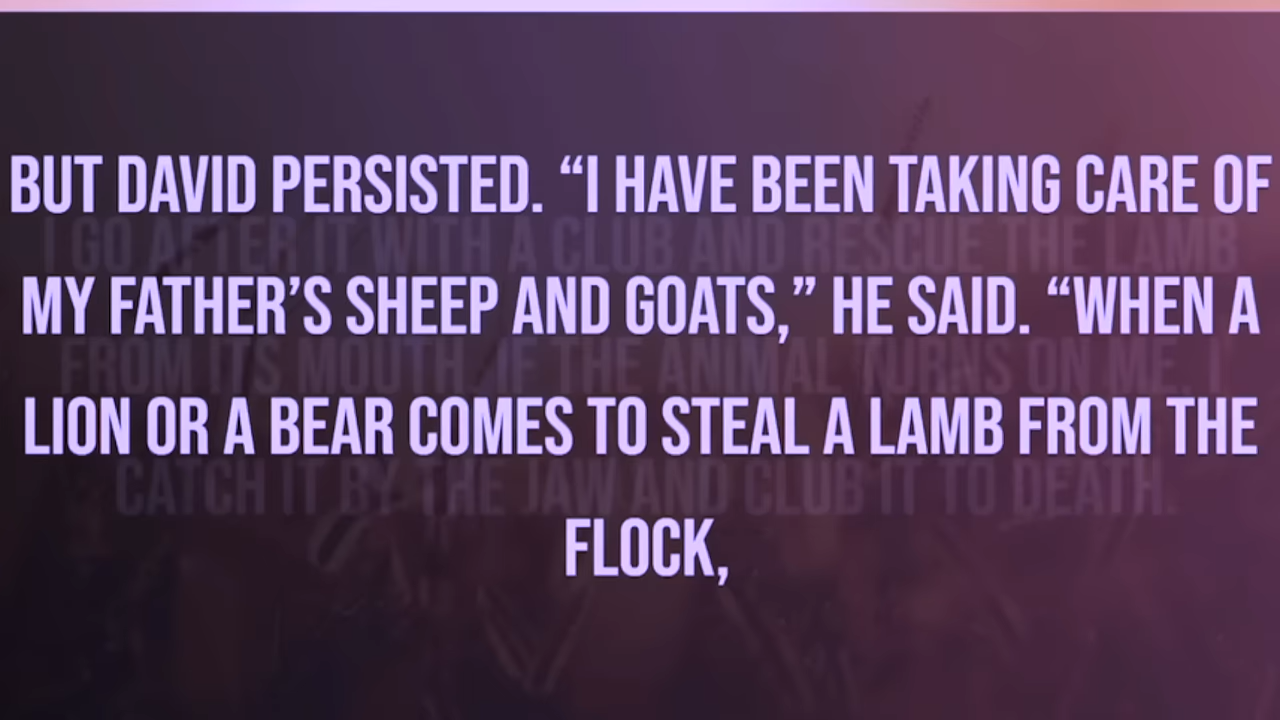 BUT DAVID PERSISTED. “I HAVE BEEN TAKING CARE OF
I GO AFTER IT WITH A CLUB AND RESCUE THE LAMB
MY FATHER’S SHEEP AND GOATS,” HE SAID. “WHEN A
FROM ITS MOUTH. IF THE ANIMAL TURNS ON ME, I
LION OR A BEAR COMES TO STEAL A LAMB FROM THE
CATCH IT BY THE JAW AND CLUB IT TO DEATH.
FLOCK,